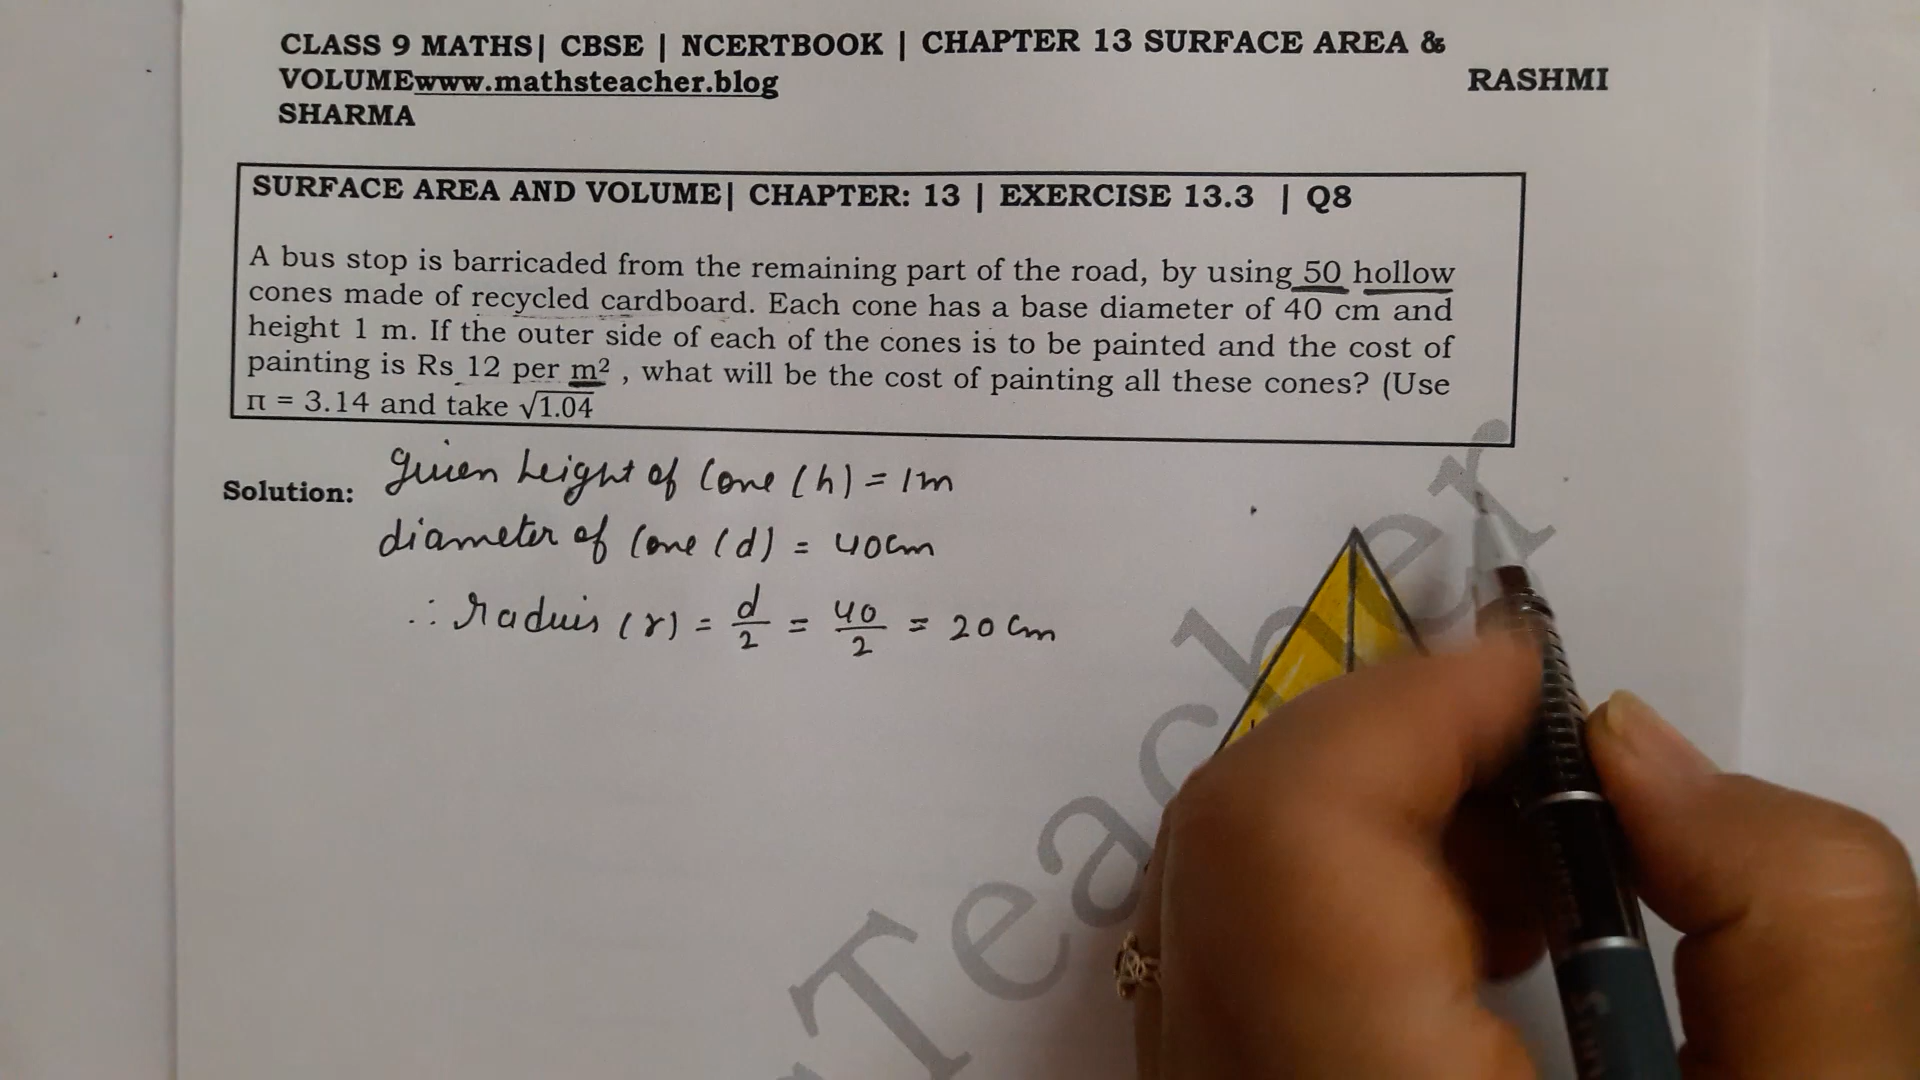 CLASS 9 MATHS| CBSE | NCERTBOOK | CHAPTER 13 SURFACE AREA &
VOLUMEwww.mathsteacher.blog RASHMI
SHARMA
SURFACE AREA AND VOLUME| CHAPTER: 13 | EXERCISE 13.3 | Q8
A bus stop is barricaded from the remaining part of the road, by using 50 hollow
cones made of recycled cardboard. Each cone has a base diameter of 40 cm and
height 1 m. If the outer side of each of the cones is to be painted and the cost of
painting is Rs 12 per m² , what will be the cost of painting all these cones? (Use
π = 3.14 and take √1.04
Solution: given height of Cone (h) = 1m
diameter of Cone (d) = 40cm
∴ raduis (r) = d/2 = 40/2 = 20 cm
Teacher